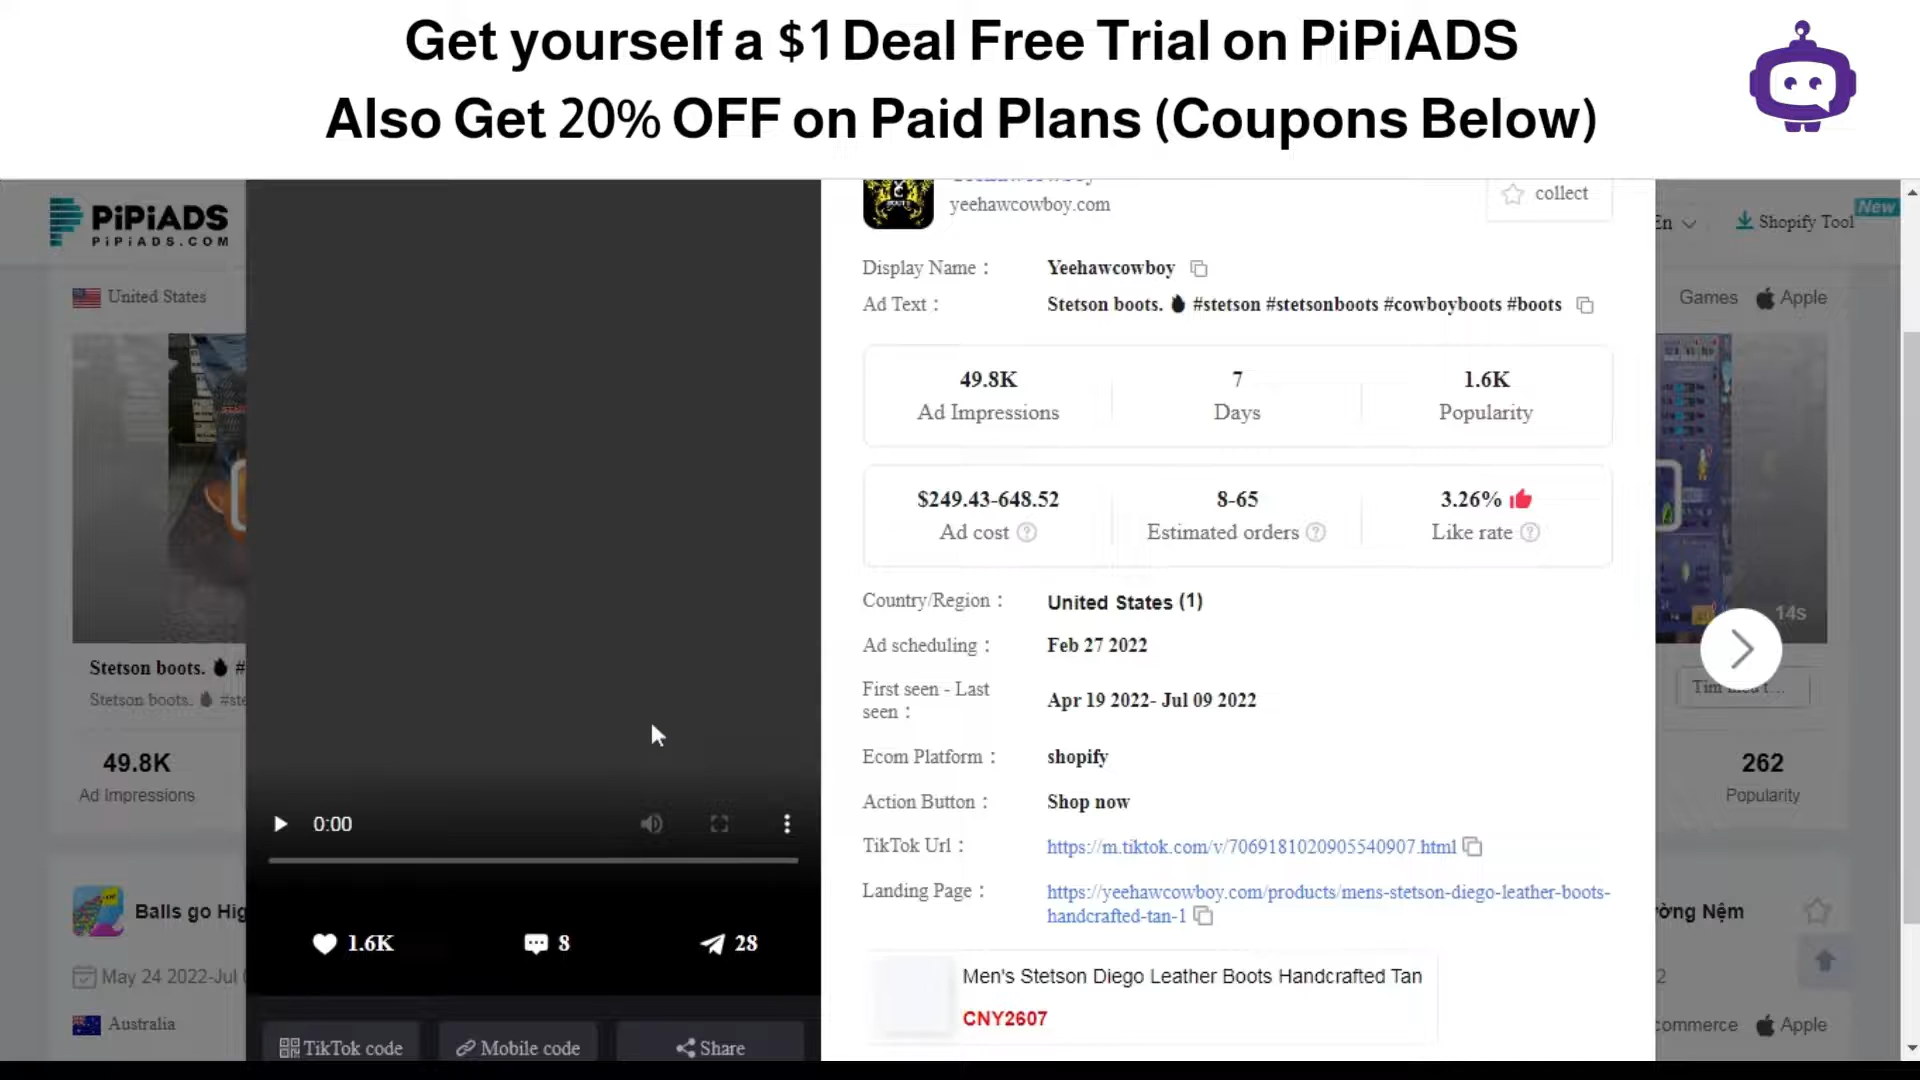 Get yourself a $1 Deal Free Trial on PiPiADS
Also Get 20% OFF on Paid Plans (Coupons Below)
PiPiADS
PiPiADS.COM
yeehawcowboy.com
collect
En
Shopify Tool
New
United States
Display Name :
Yeehawcowboy
Ad Text :
Stetson boots. #stetson #stetsonboots #cowboyboots #boots
Games
Apple
49.8K
Ad Impressions
7
Days
1.6K
Popularity
$249.43-648.52
Ad cost
8-65
Estimated orders
3.26%
Like rate
Country/Region :
United States (1)
Ad scheduling :
Feb 27 2022
First seen - Last
seen :
Apr 19 2022- Jul 09 2022
Ecom Platform :
shopify
Action Button :
Shop now
TikTok Url :
https://m.tiktok.com/v/7069181020905540907.html
Landing Page :
https://yeehawcowboy.com/products/mens-stetson-diego-leather-boots-
handcrafted-tan-1
Men's Stetson Diego Leather Boots Handcrafted Tan
CNY2607
0:00
1.6K
8
28
TikTok code
Mobile code
Share
Stetson boots. #
Stetson boots. #ste
49.8K
Ad Impressions
Balls go Hig
May 24 2022-Jul
Australia
14s
262
Popularity
ường Nệm
2
commerce
Apple